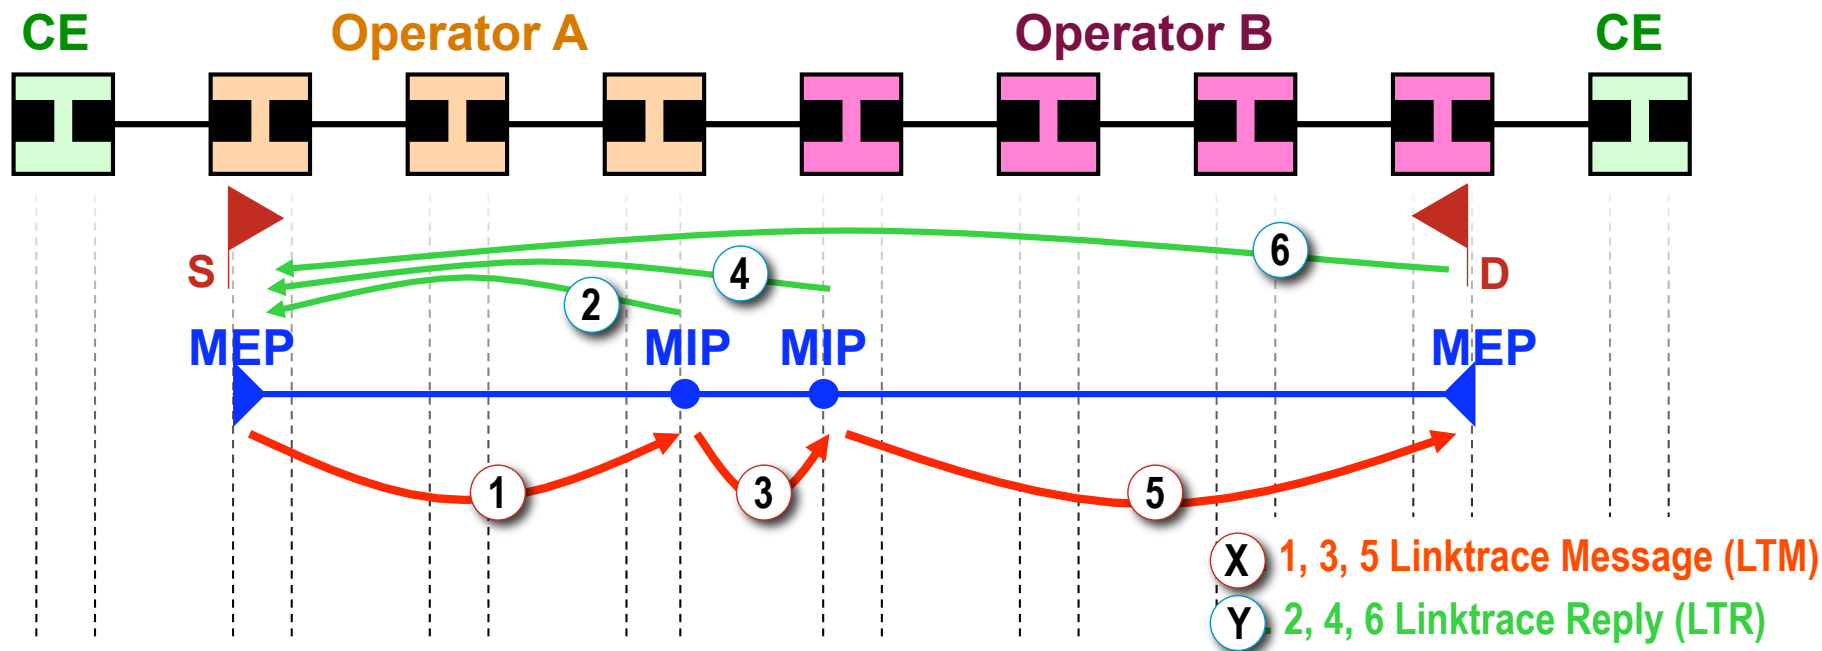 CE
Operator A
Operator B
CE
6
4
S
D
2
MEP
MIP
MIP
MEP
1
3
5
X 1, 3, 5 Linktrace Message (LTM)
Y. 2, 4, 6 Linktrace Reply (LTR)